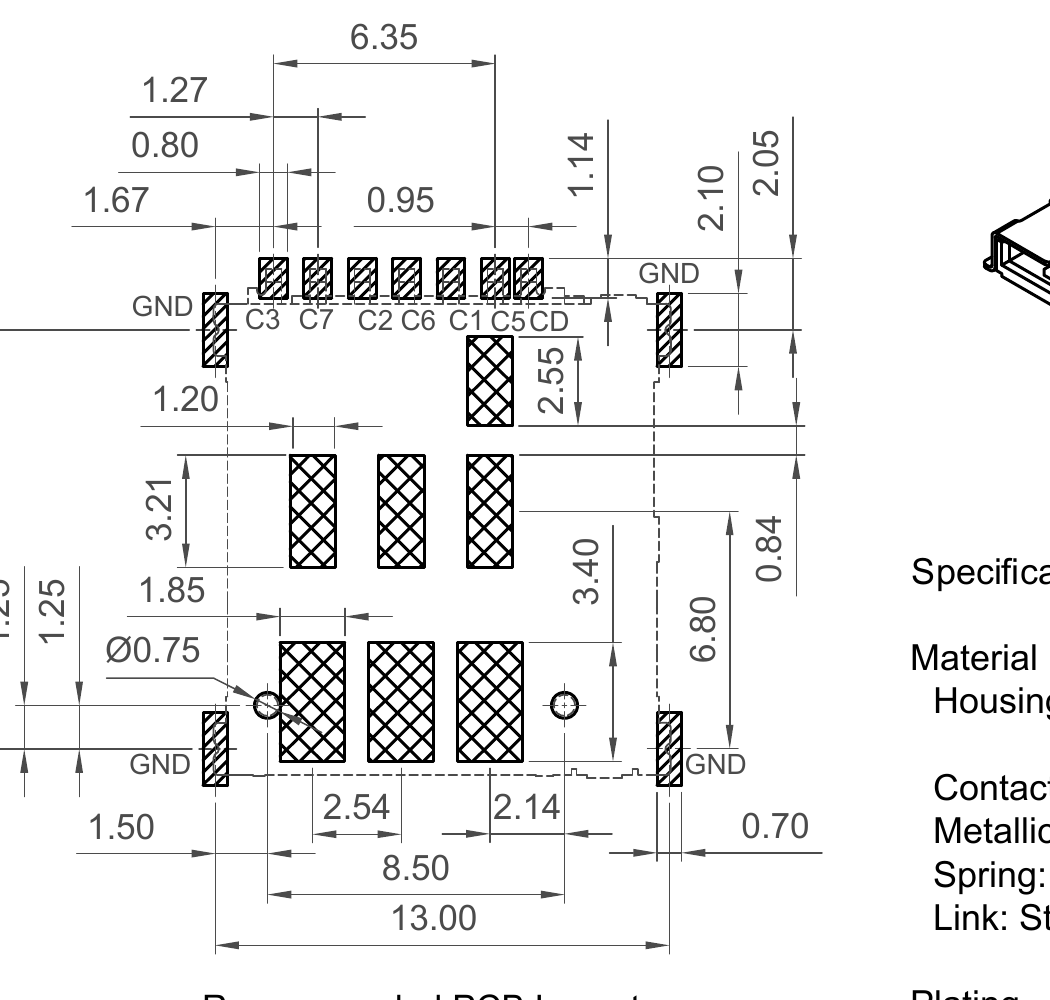 6.35
1.27
0.80
1.14
2.05
2.10
1.67
0.95
GND
GND
C3 C7 C2 C6 C1 C5 CD
2.55
1.20
3.21
0.84
3.40
Specifica
1.25
1.85
6.80
Ø0.75
Material
Housing
GND
GND
Contact
Metallic
2.54
2.14
1.50
0.70
8.50
Spring:
13.00
Link: St